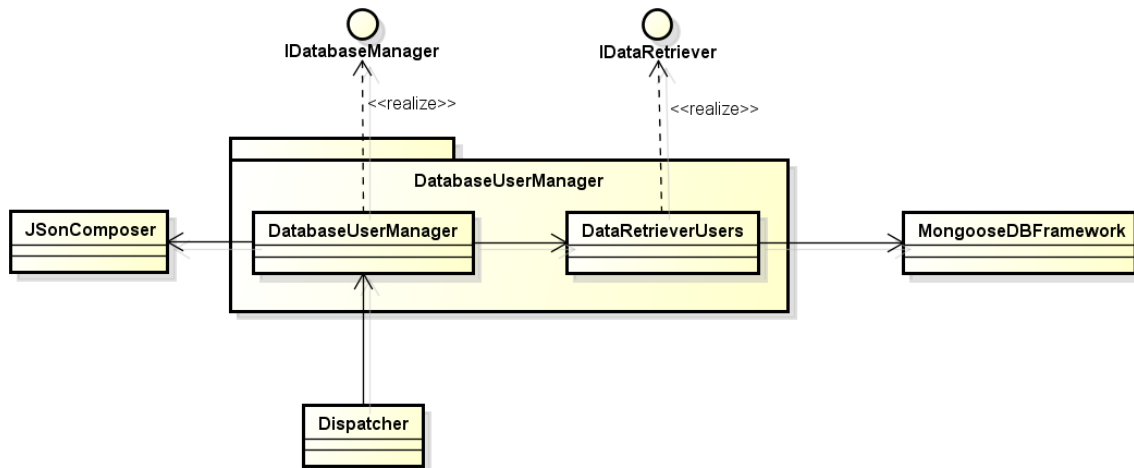 IDatabaseManager
IDataRetriever
<<realize>>
<<realize>>
DatabaseUserManager
JSonComposer
DatabaseUserManager
DataRetrieverUsers
MongooseDBFramework
Dispatcher